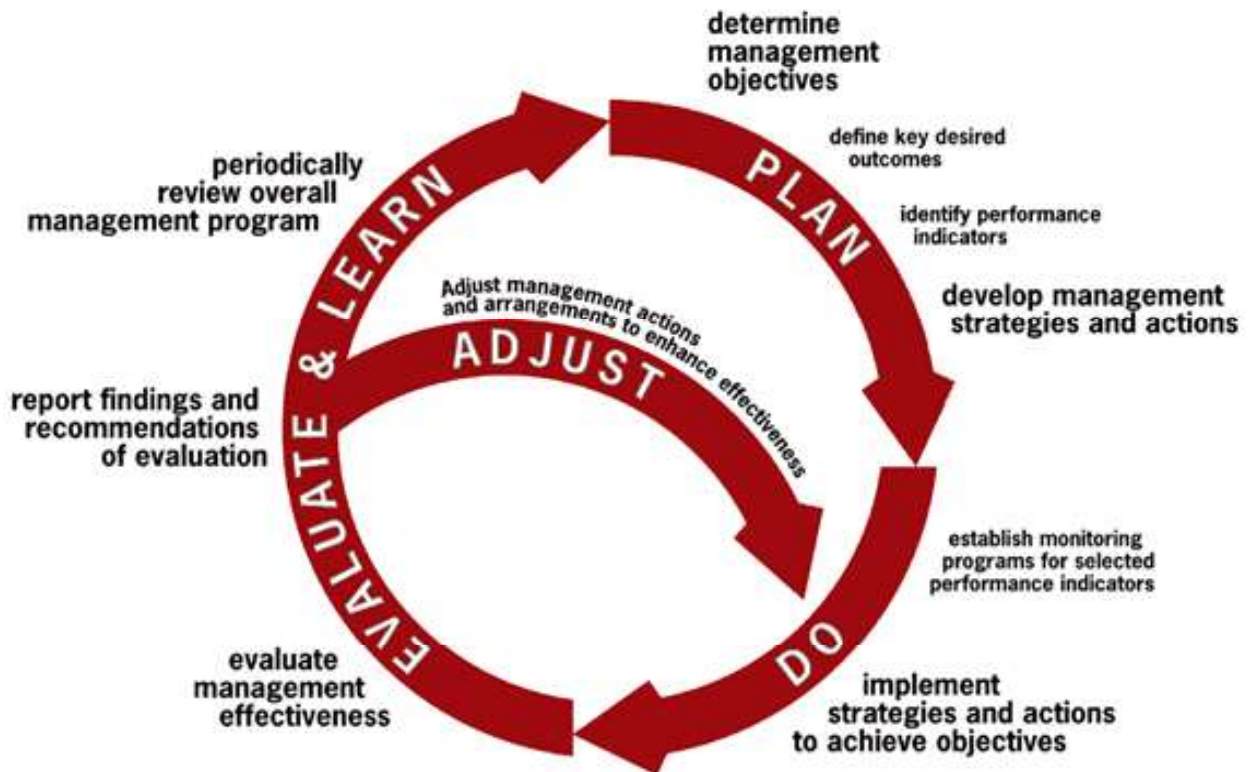 determine
management
objectives
define key desired
outcomes
PLAN
identify performance
indicators
develop management
strategies and actions
establish monitoring
programs for selected
performance indicators
DO
implement
strategies and actions
to achieve objectives
evaluate
management
effectiveness
EVALUATE & LEARN
report findings and
recommendations
of evaluation
periodically
review overall
management program
Adjust management actions
and arrangements to enhance effectiveness
ADJUST